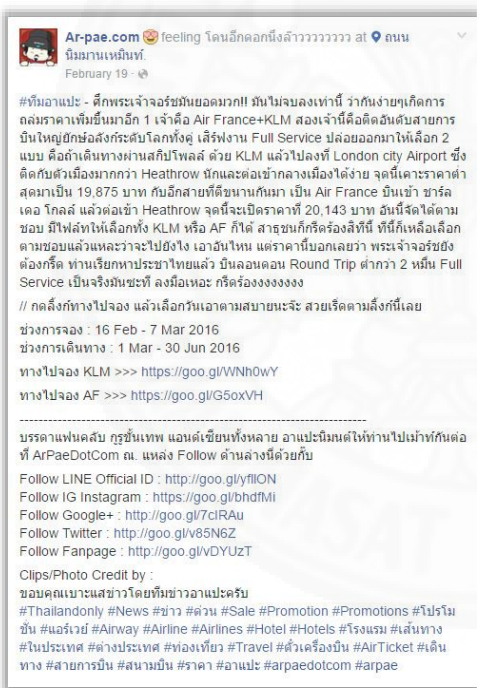 Ar-pae.com feeling โดนอีกดอกนึงล้าวววววววว at ถนน
นิมมานเหมินท์.
February 19
#ทีมอาแปะ - ศึกพระเจ้าจอร์ชมันยอดมวก!! มันไม่จบลงเท่านี้ ว่ากันง่ายๆเกิดการ
ถล่มราคาเพิ่มขึ้นมาอีก 1 เจ้าคือ Air France+KLM สองเจ้านี้คือติดอันดับสายการ
บินใหญ่ยักษ์อลังก์ระดับโลกทั้งคู่ เสิร์ฟงาน Full Service ปล่อยออกมาให้เลือก 2
แบบ คือถ้าเดินทางผ่านสกิปโพลล์ ด้วย KLM แล้วไปลงที่ London city Airport ซึ่ง
ติดกับตัวเมืองมากกว่า Heathrow นักและต่อเข้ากลางเมืองได้ง่าย จุดนี้เคาะราคาต่ำ
สุดมาเป็น 19,875 บาท กับอีกสายที่ดีขนานกันมา เป็น Air France บินเข้า ชาร์ล
เดอ โกลล์ แล้วต่อเข้า Heathrow จุดนี้จะเปิดราคาที่ 20,143 บาท อันนี้จัดได้ตาม
ชอบ มีไฟล์ทให้เลือกทั้ง KLM หรือ AF ก็ได้ สาธุชนก็กรีดร้องสิทีนี้ ทีนี้ก็เหลือเลือก
ตามชอบแล้วแหละว่าจะไปยังไง เอาอันไหน แต่ราคานี้บอกเลยว่า พระเจ้าจอร์ชยัง
ต้องกรี๊ด ท่านเรียกหาประชาไทยแล้ว บินลอนดอน Round Trip ต่ำกว่า 2 หมื่น Full
Service เป็นจริงมันซะที ลงมือเหอะ กรีดร้องงงงงงงง
// กดลิ้งก์ทางไปจอง แล้วเลือกวันเอาตามสบายนะจ๊ะ สวยเริ่ดตามลิ้งก์นี้เลย
ช่วงการจอง : 16 Feb - 7 Mar 2016
ช่วงการเดินทาง : 1 Mar - 30 Jun 2016
ทางไปจอง KLM >>> https://goo.gl/WNh0wY
ทางไปจอง AF >>> https://goo.gl/G5oxVH
--------------------------------------------------------------------------
บรรดาแฟนคลับ กูรูขั้นเทพ แอนด์เซียนทั้งหลาย อาแปะนิมนต์ให้ท่านไปเม้าท์กันต่อ
ที่ ArPaeDotCom ณ. แหล่ง Follow ด้านล่างนี้ด้วยกั๊บ
Follow LINE Official ID : http://goo.gl/yfllON
Follow IG Instagram : https://goo.gl/bhdfMi
Follow Google+ : http://goo.gl/7cIRAu
Follow Twitter : http://goo.gl/v85N6Z
Follow Fanpage : http://goo.gl/vDYUzT
Clips/Photo Credit by :
ขอบคุณเบาะแสข่าวโดยทีมข่าวอาแปะครับ
#Thailandonly #News #ข่าว #ด่วน #Sale #Promotion #Promotions #โปรโม
ชั่น #แอร์เวย์ #Airway #Airline #Airlines #Hotel #Hotels #โรงแรม #เส้นทาง
#ในประเทศ #ต่างประเทศ #ท่องเที่ยว #Travel #ตั๋วเครื่องบิน #AirTicket #เดิน
ทาง #สายการบิน #สนามบิน #ราคา #อาแปะ #arpaedotcom #arpae